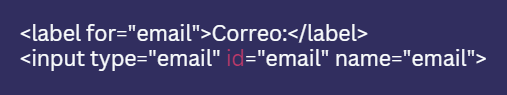 <label for="email">Correo:</label>
<input type="email" id="email" name="email">